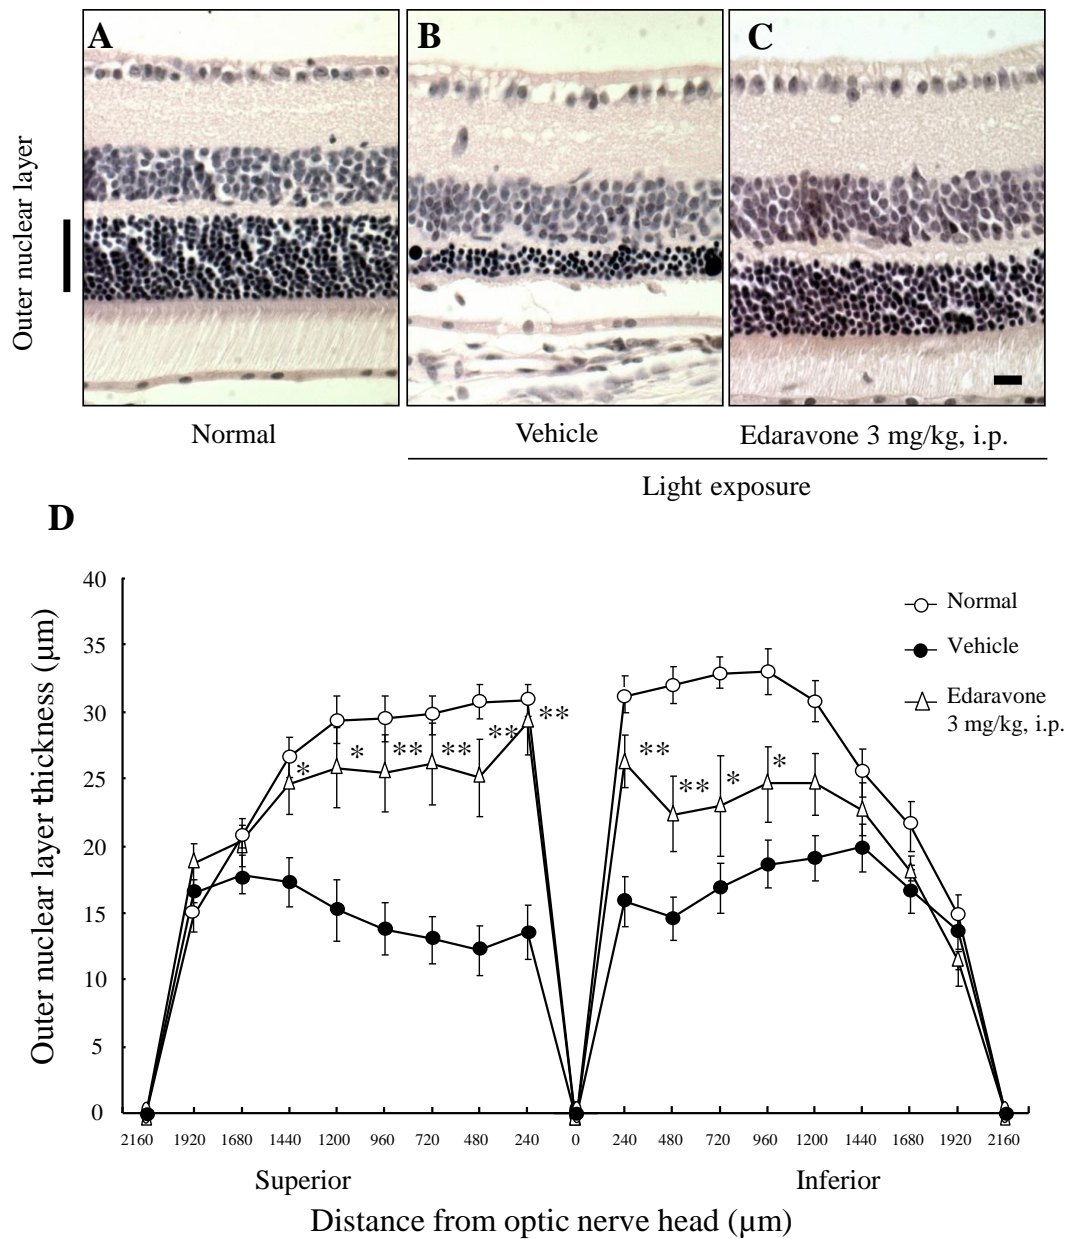 A
B
C
Outer nuclear layer
Normal
Vehicle
Edaravone 3 mg/kg, i.p.
Light exposure
D
Outer nuclear layer thickness (µm)
40
35
30
25
20
15
10
5
0
Normal
Vehicle
Edaravone
3 mg/kg, i.p.
* * ** ** ** **
** ** * *
2160 1920 1680 1440 1200 960 720 480 240 0 240 480 720 960 1200 1440 1680 1920 2160
Superior Inferior
Distance from optic nerve head (µm)